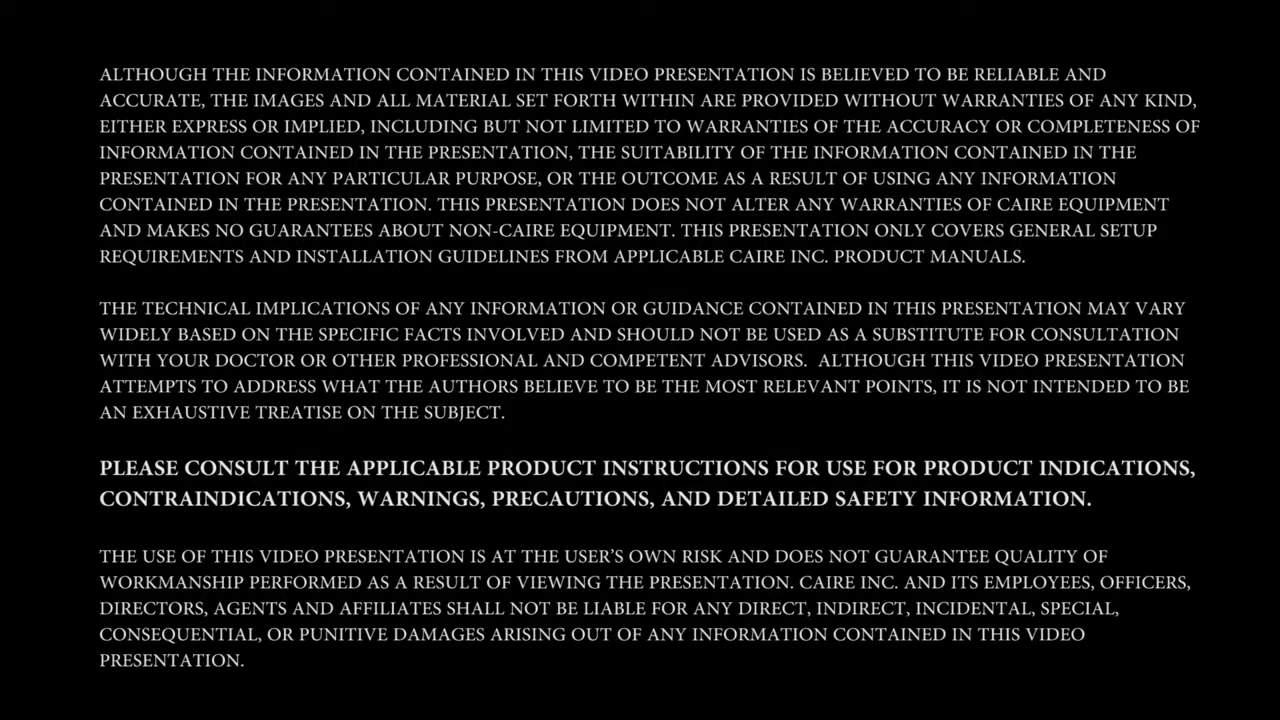 ALTHOUGH THE INFORMATION CONTAINED IN THIS VIDEO PRESENTATION IS BELIEVED TO BE RELIABLE AND
ACCURATE, THE IMAGES AND ALL MATERIAL SET FORTH WITHIN ARE PROVIDED WITHOUT WARRANTIES OF ANY KIND,
EITHER EXPRESS OR IMPLIED, INCLUDING BUT NOT LIMITED TO WARRANTIES OF THE ACCURACY OR COMPLETENESS OF
INFORMATION CONTAINED IN THE PRESENTATION, THE SUITABILITY OF THE INFORMATION CONTAINED IN THE
PRESENTATION FOR ANY PARTICULAR PURPOSE, OR THE OUTCOME AS A RESULT OF USING ANY INFORMATION
CONTAINED IN THE PRESENTATION. THIS PRESENTATION DOES NOT ALTER ANY WARRANTIES OF CAIRE EQUIPMENT
AND MAKES NO GUARANTEES ABOUT NON-CAIRE EQUIPMENT. THIS PRESENTATION ONLY COVERS GENERAL SETUP
REQUIREMENTS AND INSTALLATION GUIDELINES FROM APPLICABLE CAIRE INC. PRODUCT MANUALS.
THE TECHNICAL IMPLICATIONS OF ANY INFORMATION OR GUIDANCE CONTAINED IN THIS PRESENTATION MAY VARY
WIDELY BASED ON THE SPECIFIC FACTS INVOLVED AND SHOULD NOT BE USED AS A SUBSTITUTE FOR CONSULTATION
WITH YOUR DOCTOR OR OTHER PROFESSIONAL AND COMPETENT ADVISORS.  ALTHOUGH THIS VIDEO PRESENTATION
ATTEMPTS TO ADDRESS WHAT THE AUTHORS BELIEVE TO BE THE MOST RELEVANT POINTS, IT IS NOT INTENDED TO BE
AN EXHAUSTIVE TREATISE ON THE SUBJECT.
PLEASE CONSULT THE APPLICABLE PRODUCT INSTRUCTIONS FOR USE FOR PRODUCT INDICATIONS,
CONTRAINDICATIONS, WARNINGS, PRECAUTIONS, AND DETAILED SAFETY INFORMATION.
THE USE OF THIS VIDEO PRESENTATION IS AT THE USER’S OWN RISK AND DOES NOT GUARANTEE QUALITY OF
WORKMANSHIP PERFORMED AS A RESULT OF VIEWING THE PRESENTATION. CAIRE INC. AND ITS EMPLOYEES, OFFICERS,
DIRECTORS, AGENTS AND AFFILIATES SHALL NOT BE LIABLE FOR ANY DIRECT, INDIRECT, INCIDENTAL, SPECIAL,
CONSEQUENTIAL, OR PUNITIVE DAMAGES ARISING OUT OF ANY INFORMATION CONTAINED IN THIS VIDEO
PRESENTATION.